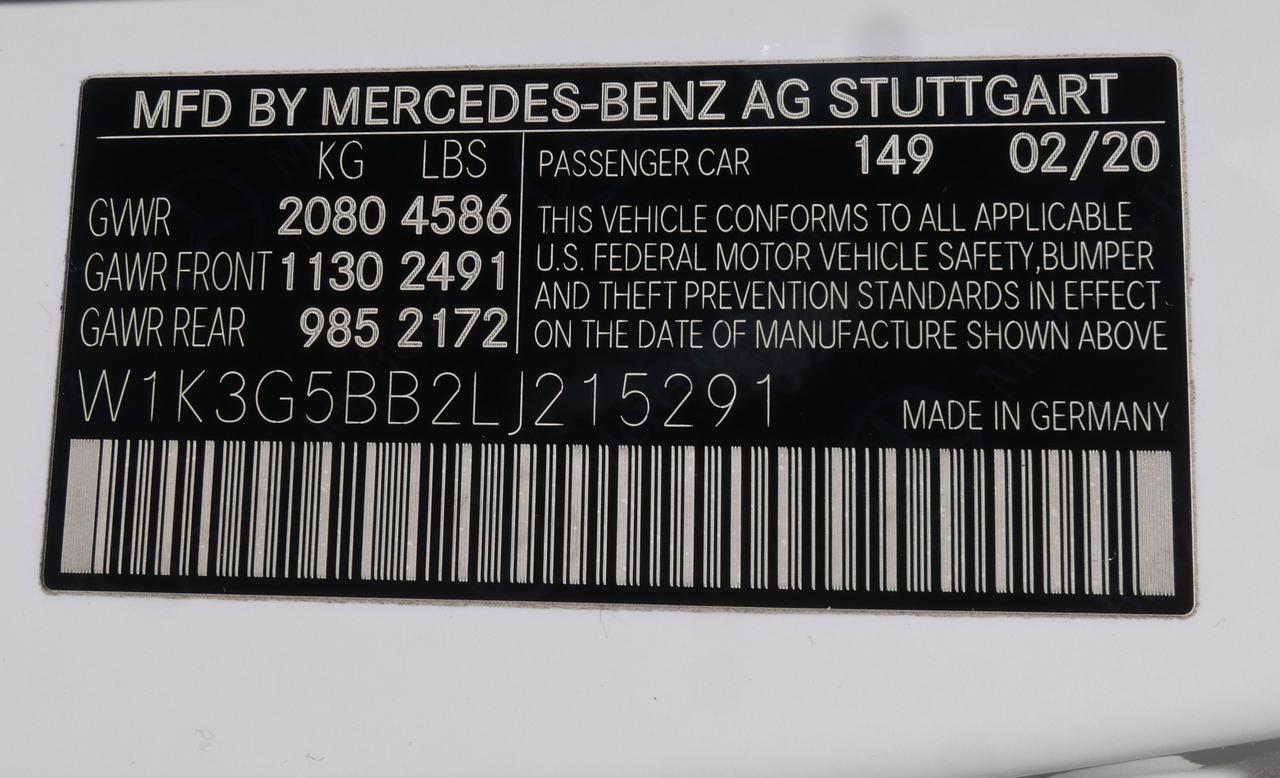 MFD BY MERCEDES-BENZ AG STUTTGART
KG LBS
GVWR 2080 4586
GAWR FRONT 1130 2491
GAWR REAR 985 2172
PASSENGER CAR 149 02/20
THIS VEHICLE CONFORMS TO ALL APPLICABLE
U.S. FEDERAL MOTOR VEHICLE SAFETY,BUMPER
AND THEFT PREVENTION STANDARDS IN EFFECT
ON THE DATE OF MANUFACTURE SHOWN ABOVE
W1K3G5BB2LJ215291
MADE IN GERMANY